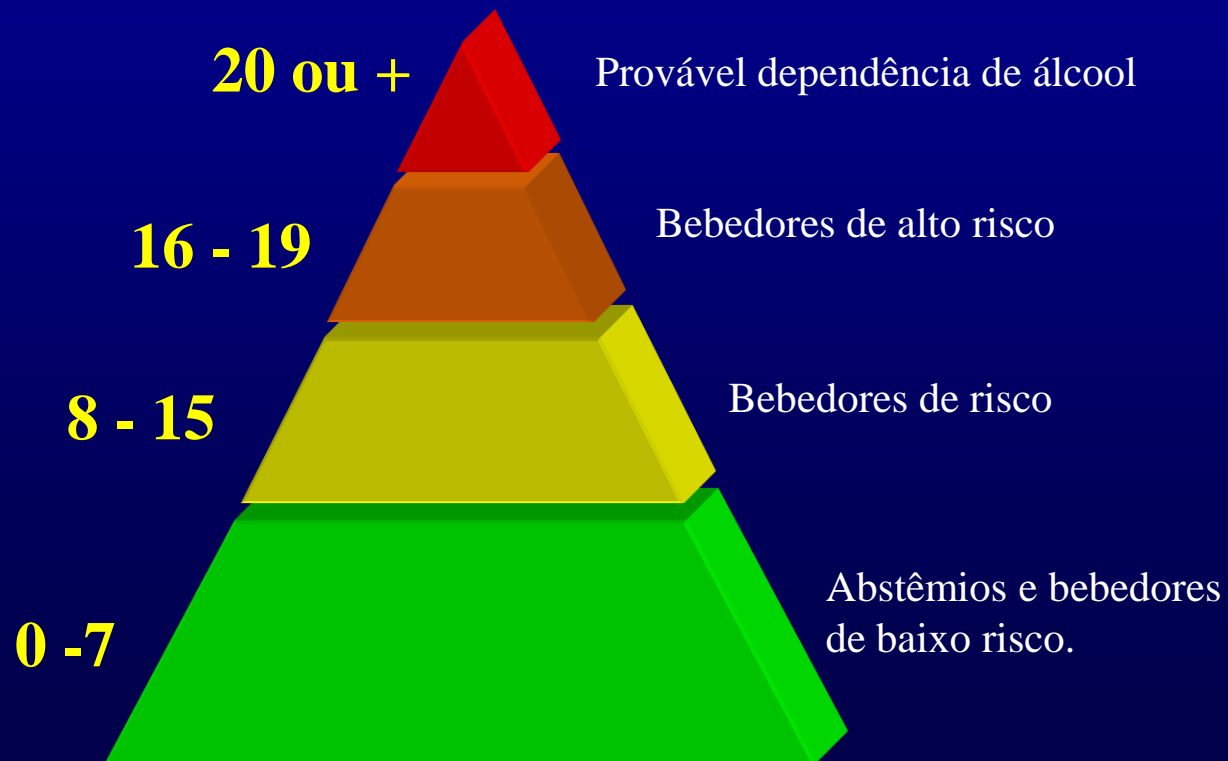 20 ou +
Provável dependência de álcool
16 - 19
Bebedores de alto risco
8 - 15
Bebedores de risco
0 -7
Abstêmios e bebedores
de baixo risco.